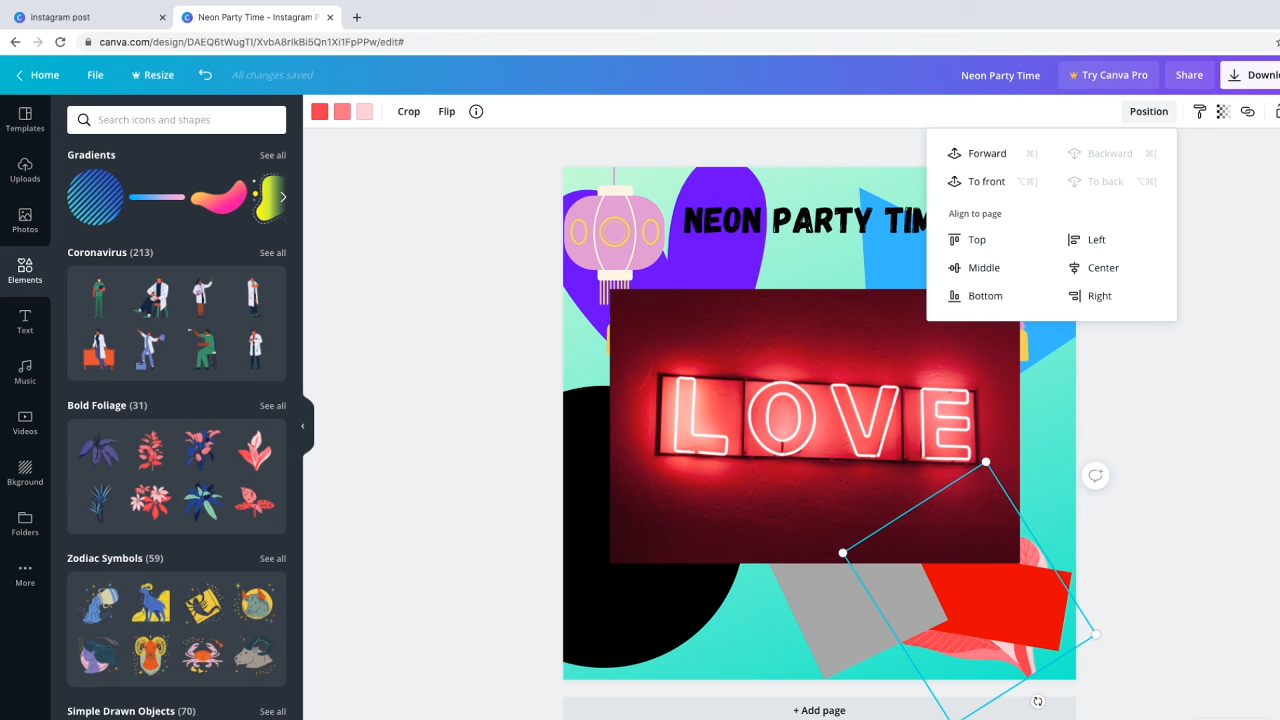 instagram post
Neon Party Time - Instagram P
canva.com/design/DAEQ6tWugTI/XvbA8rIkBi5Qn1Xi1FpPPw/edit#
Home
File
Resize
All changes saved
Neon Party Time
Try Canva Pro
Share
Downlo
Templates
Uploads
Photos
Elements
Text
Music
Videos
Bkground
Folders
More
Search icons and shapes
Gradients
See all
Coronavirus (213)
See all
Bold Foliage (31)
See all
Zodiac Symbols (59)
See all
Simple Drawn Objects (70)
See all
Crop
Flip
Position
Forward ⌘]
Backward ⌘[
To front ⌥⌘]
To back ⌥⌘[
Align to page
Top
Left
Middle
Center
Bottom
Right
NEON PARTY TIM
LOVE
+ Add page